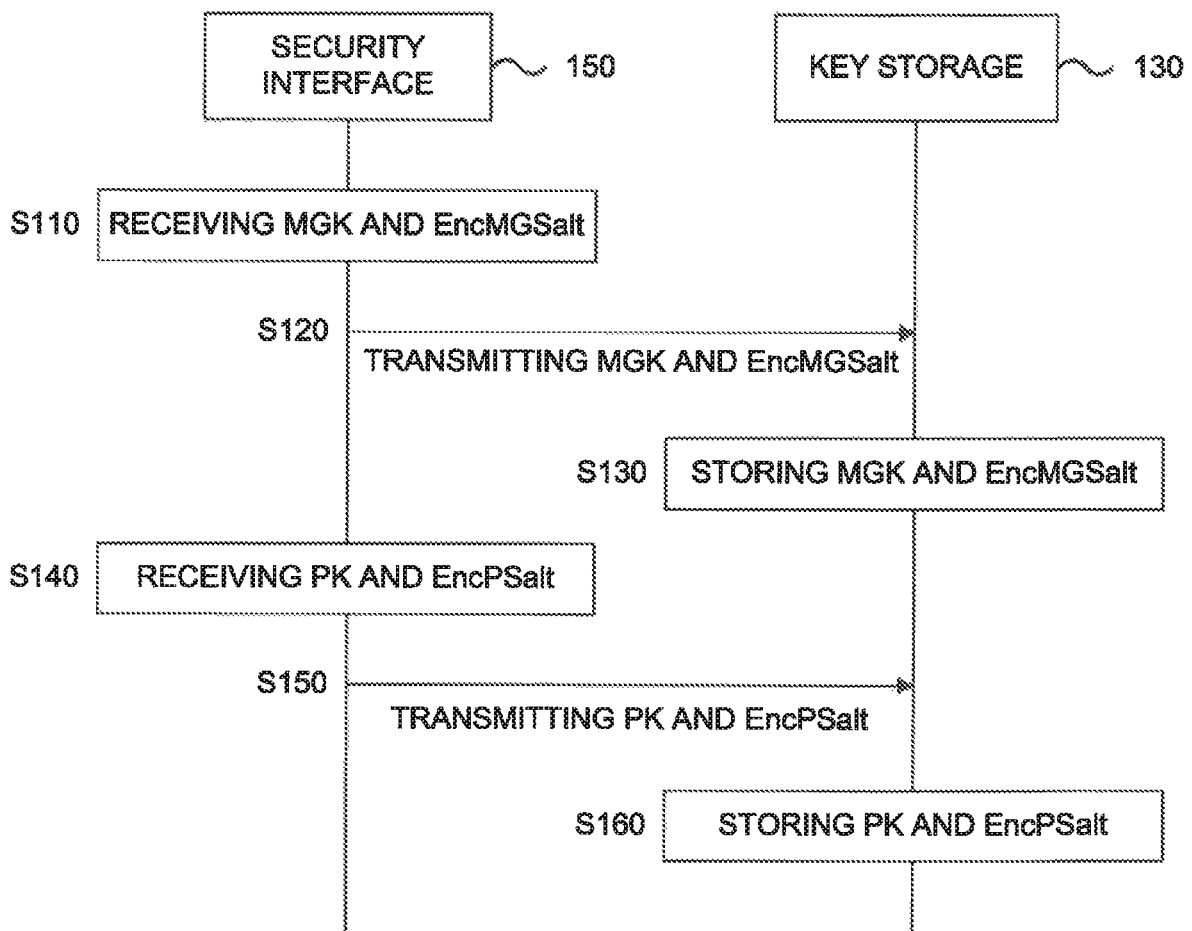 SECURITY
INTERFACE
150
KEY STORAGE
130
S110
RECEIVING MGK AND EncMGSalt
S120
TRANSMITTING MGK AND EncMGSalt
S130
STORING MGK AND EncMGSalt
S140
RECEIVING PK AND EncPSalt
S150
TRANSMITTING PK AND EncPSalt
S160
STORING PK AND EncPSalt